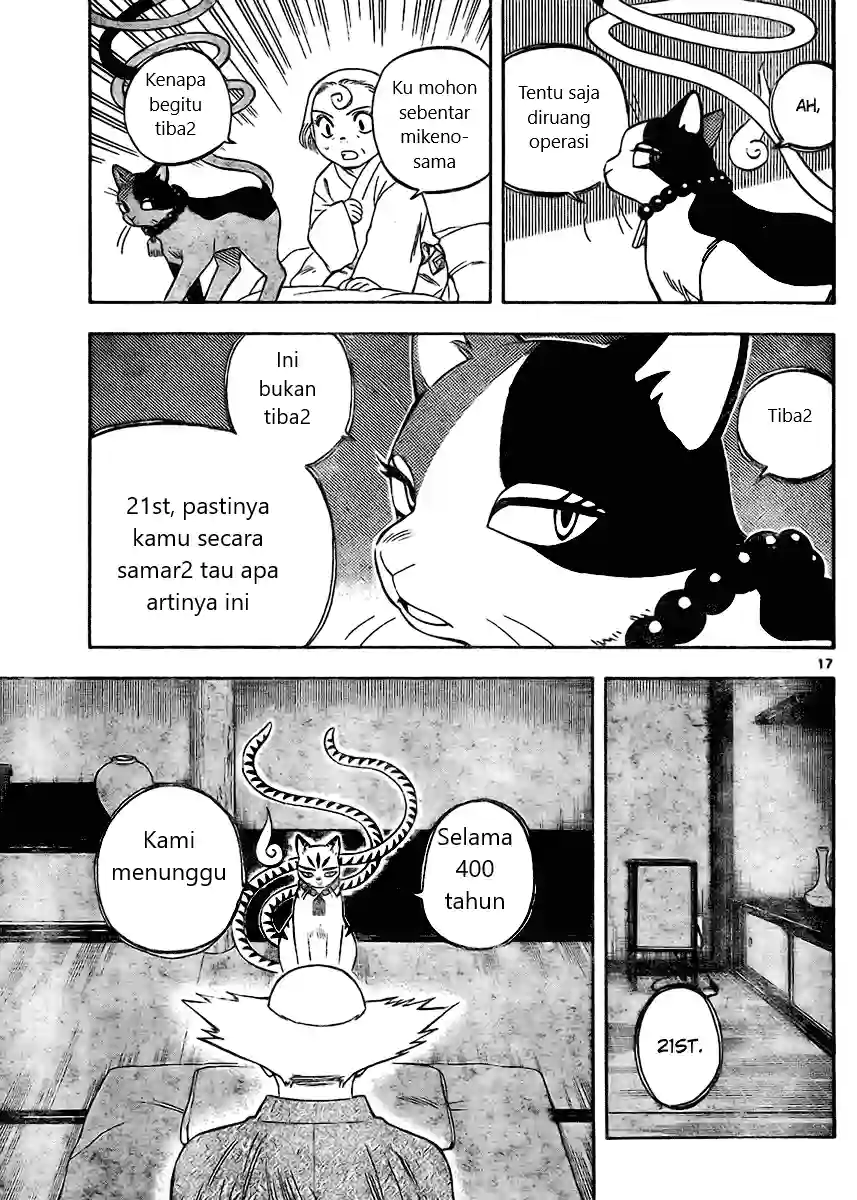 AH,
Tentu saja
diruang
operasi
Ku mohon
sebentar
mikeno-
sama
Kenapa
begitu
tiba2
Tiba2
Ini
bukan
tiba2
21st, pastinya
kamu secara
samar2 tau apa
artinya ini
17
21ST.
Selama
400
tahun
Kami
menunggu